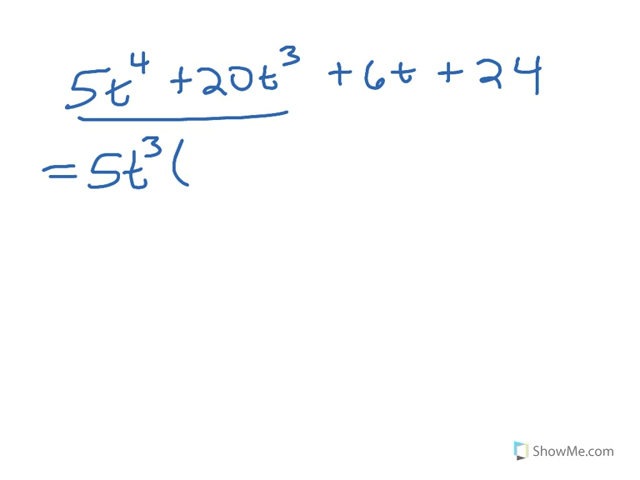 5t⁴ + 20t³ + 6t + 24
= 5t³ (
ShowMe.com